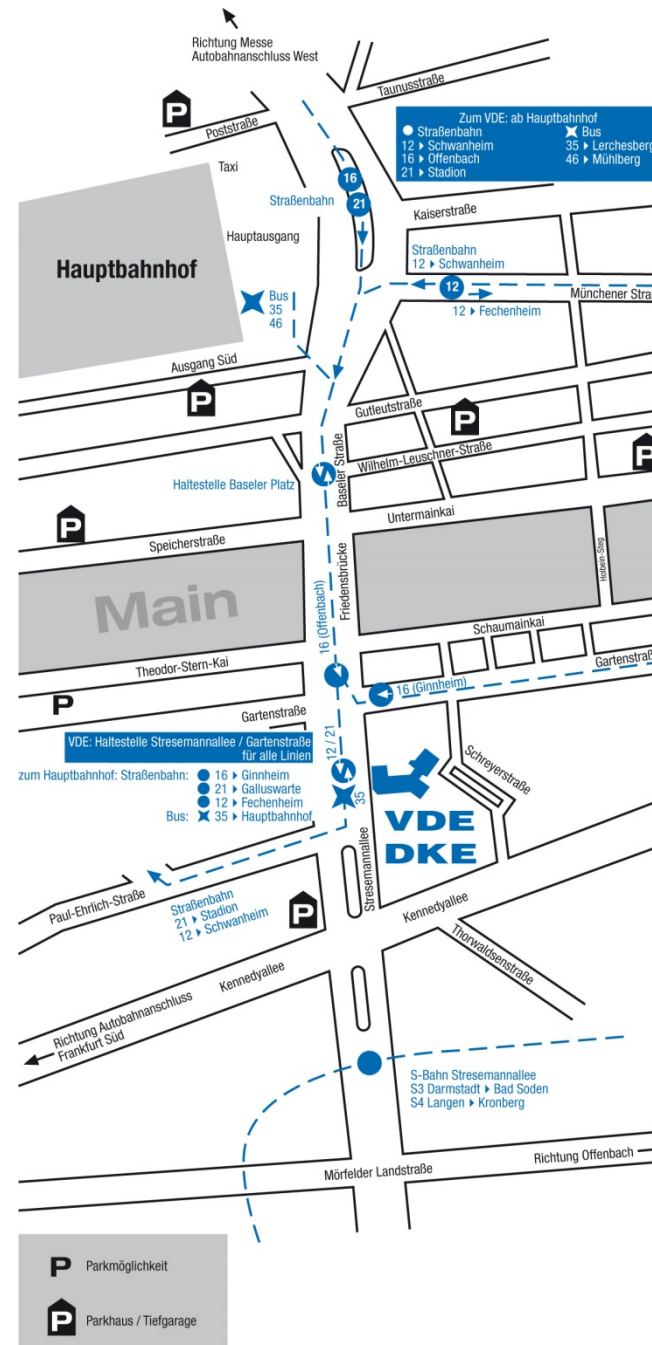 Richtung Messe
Autobahnanschluss West
Taunusstraße
P
Poststraße
Zum VDE: ab Hauptbahnhof
Straßenbahn
12 ▸ Schwanheim
16 ▸ Offenbach
21 ▸ Stadion
Bus
35 ▸ Lerchesberg
46 ▸ Mühlberg
Taxi
16
21
Straßenbahn
Kaiserstraße
Hauptausgang
Hauptbahnhof
Straßenbahn
12 ▸ Schwanheim
12
Münchener Stra
12 ▸ Fechenheim
Bus
35
46
Ausgang Süd
P
Gutleutstraße
P
Baseler Straße
Wilhelm-Leuschner-Straße
P
Haltestelle Baseler Platz
P
Untermainkai
Speicherstraße
Main
Friedensbrücke
Holbein-Steg
16 (Offenbach)
Schaumainkai
Theodor-Stern-Kai
Gartenstraß
16 (Ginnheim)
P
Gartenstraße
VDE: Haltestelle Stresemannallee / Gartenstraße
für alle Linien
12 / 21
Schreyerstraße
zum Hauptbahnhof: Straßenbahn:
16 ▸ Ginnheim
21 ▸ Galluswarte
12 ▸ Fechenheim
Bus:
35 ▸ Hauptbahnhof
35
VDE
DKE
Stresemannallee
Paul-Ehrlich-Straße
Straßenbahn
21 ▸ Stadion
12 ▸ Schwanheim
P
Kennedyallee
Thorwaldsenstraße
Kennedyallee
Richtung Autobahnanschluss
Frankfurt Süd
S-Bahn Stresemannallee
S3 Darmstadt ▸ Bad Soden
S4 Langen ▸ Kronberg
Mörfelder Landstraße
Richtung Offenbach
P Parkmöglichkeit
P Parkhaus / Tiefgarage